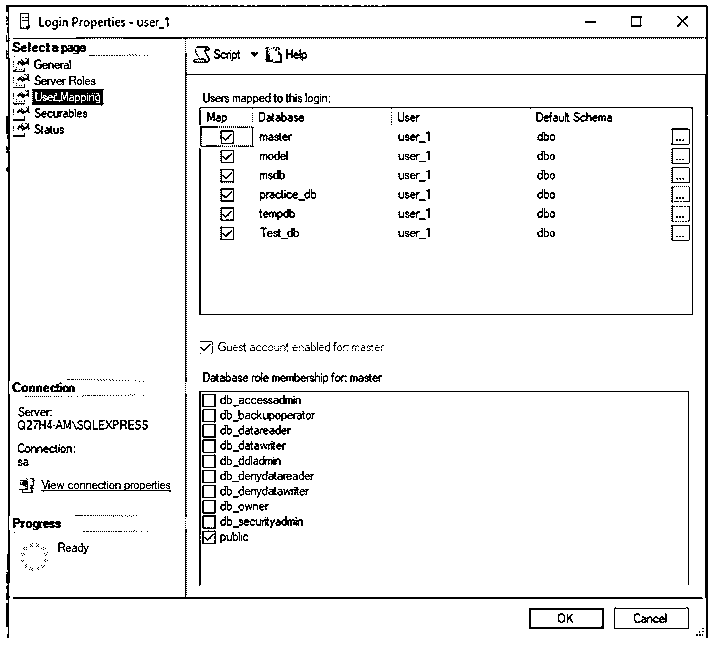 Login Properties - user_1
Select a page
General
Server Roles
User Mapping
Securables
Status
Script Help
Users mapped to this login:
Map Database User Default Schema
master user_1 dbo ...
model user_1 dbo ...
msdb user_1 dbo ...
practice_db user_1 dbo ...
tempdb user_1 dbo ...
Test_db user_1 dbo ...
Guest account enabled for: master
Database role membership for: master
db_accessadmin
db_backupoperator
db_datareader
db_datawriter
db_ddladmin
db_denydatareader
db_denydatawriter
db_owner
db_securityadmin
public
Connection
Server:
Q27H4-AM\SQLEXPRESS
Connection:
sa
View connection properties
Progress
Ready
OK Cancel